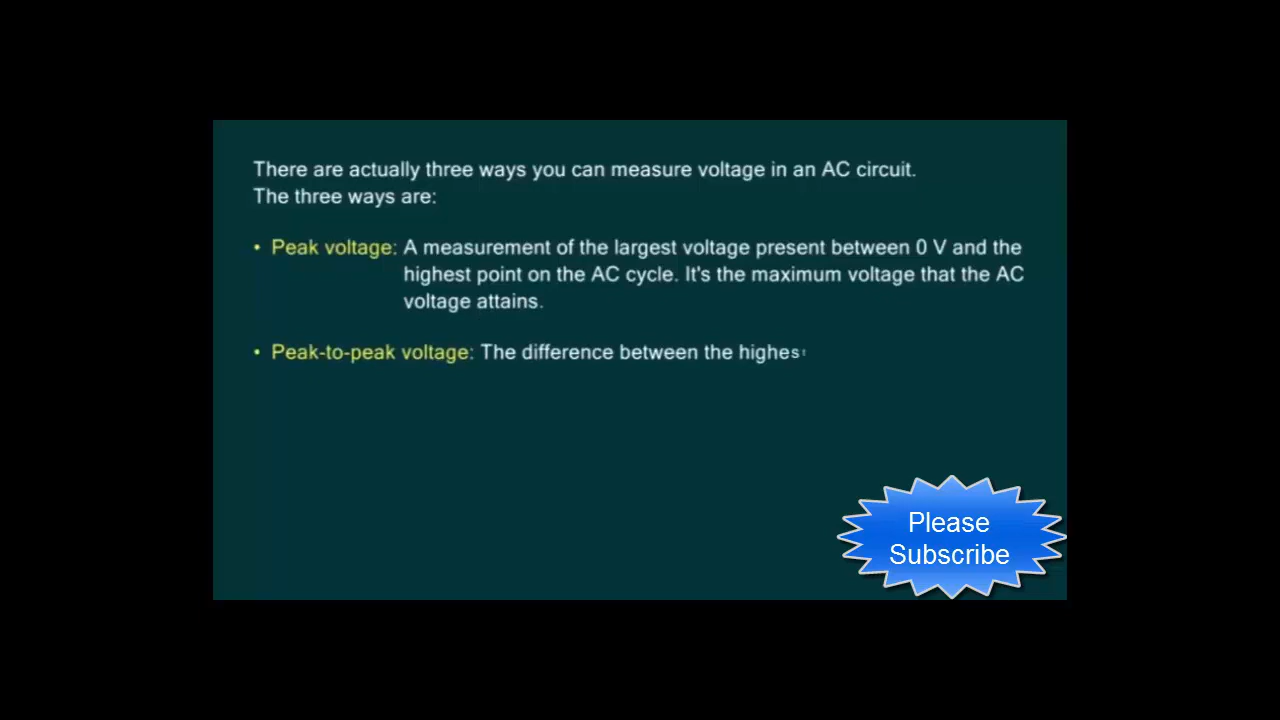 There are actually three ways you can measure voltage in an AC circuit.
The three ways are:
• Peak voltage: A measurement of the largest voltage present between 0 V and the
highest point on the AC cycle. It's the maximum voltage that the AC
voltage attains.
• Peak-to-peak voltage: The difference between the highest
Please
Subscribe